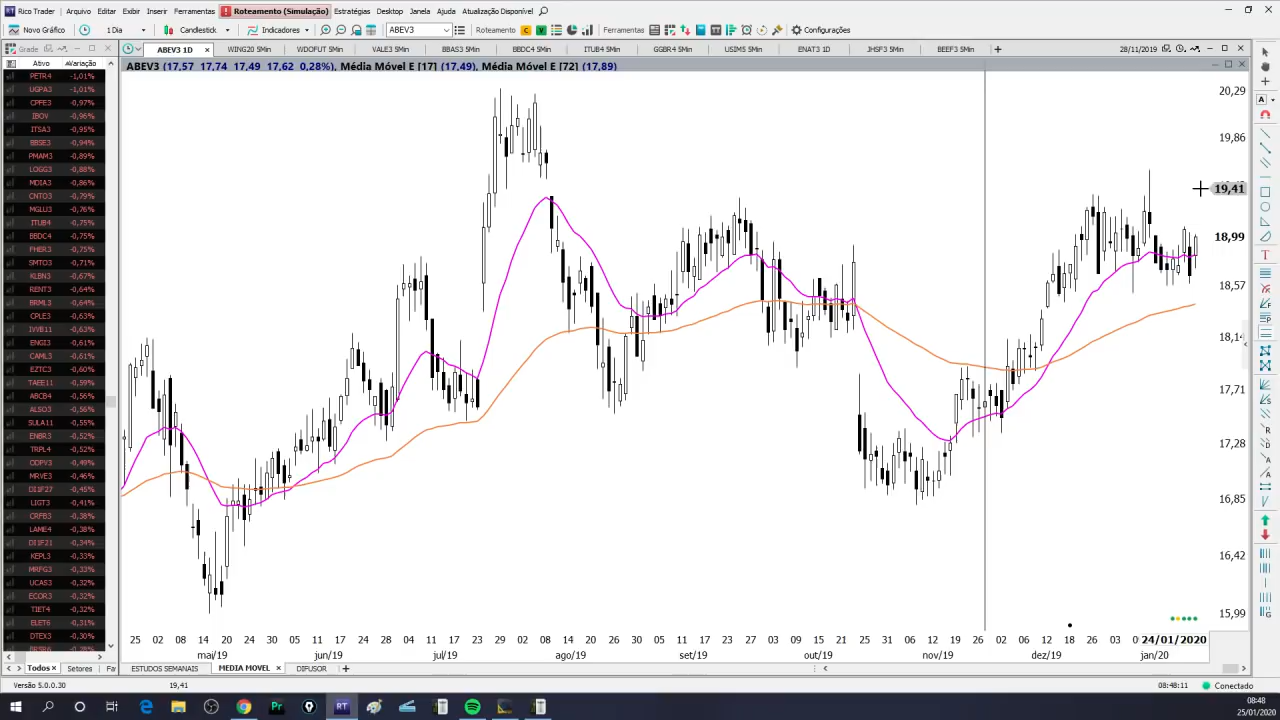 Rico Trader Arquivo Editar Exibir Inserir Ferramentas Roteamento (Simulação) Estratégias Desktop Janela Ajuda Atualização Disponível
Novo Gráfico 1 Dia Candlestick Indicadores ABEV3 Roteamento Ferramentas Configurações
Grade ABEV3 1D WING20 5Min WDOFUT 5Min VALE3 5Min BBAS3 5Min BBDC4 5Min ITUB4 5Min GGBR4 5Min USIM5 5Min ENAT3 1D JHSF3 5Min BEEF3 5Min 28/11/2019
Ativo Variação
ABEV3 (17,57 17,74 17,49 17,62 0,28%), Média Móvel E [17] (17,49), Média Móvel E [72] (17,89)
PETR4 -1,01%
UGPA3 -1,01%
CPFE3 -0,97%
IBOV -0,96%
ITSA3 -0,95%
BBSE3 -0,94%
PMAM3 -0,89%
LOGG3 -0,88%
MDIA3 -0,86%
CNTO3 -0,79%
MGLU3 -0,76%
ITUB4 -0,75%
BBDC4 -0,75%
FHER3 -0,75%
SMTO3 -0,71%
KLBN3 -0,67%
RENT3 -0,64%
BRML3 -0,64%
CPLE3 -0,63%
IVVB11 -0,63%
ENGI3 -0,61%
CAML3 -0,61%
EZTC3 -0,60%
TAEE11 -0,59%
ABCB4 -0,56%
ALSO3 -0,56%
SULA11 -0,55%
ENBR3 -0,52%
TRPL4 -0,52%
ODPV3 -0,49%
MRVE3 -0,46%
DI1F27 -0,45%
LIGT3 -0,41%
CRFB3 -0,38%
LAME4 -0,38%
DI1F21 -0,34%
KEPL3 -0,33%
MRFG3 -0,33%
UCAS3 -0,32%
ECOR3 -0,32%
TIET4 -0,32%
ELET6 -0,31%
DTEX3 -0,30%
20,29
19,86
19,41
18,99
18,57
18,14
17,71
17,28
16,85
16,42
15,99
25 02 08 14 20 24 30 05 11 17 24 28 04 11 17 23 29 02 08 14 20 26 30 05 11 17 23 27 03 09 15 21 25 31 06 12 18 26 02 06 12 18 26 03 24/01/2020
mai/19 jun/19 jul/19 ago/19 set/19 out/19 nov/19 dez/19 jan/20
Todos Setores ESTUDOS SEMANAIS MEDIA MOVEL DIFUSOR
Versão 5.0.0.30 19,41 08:48:11 Conectado
08:48
25/01/2020